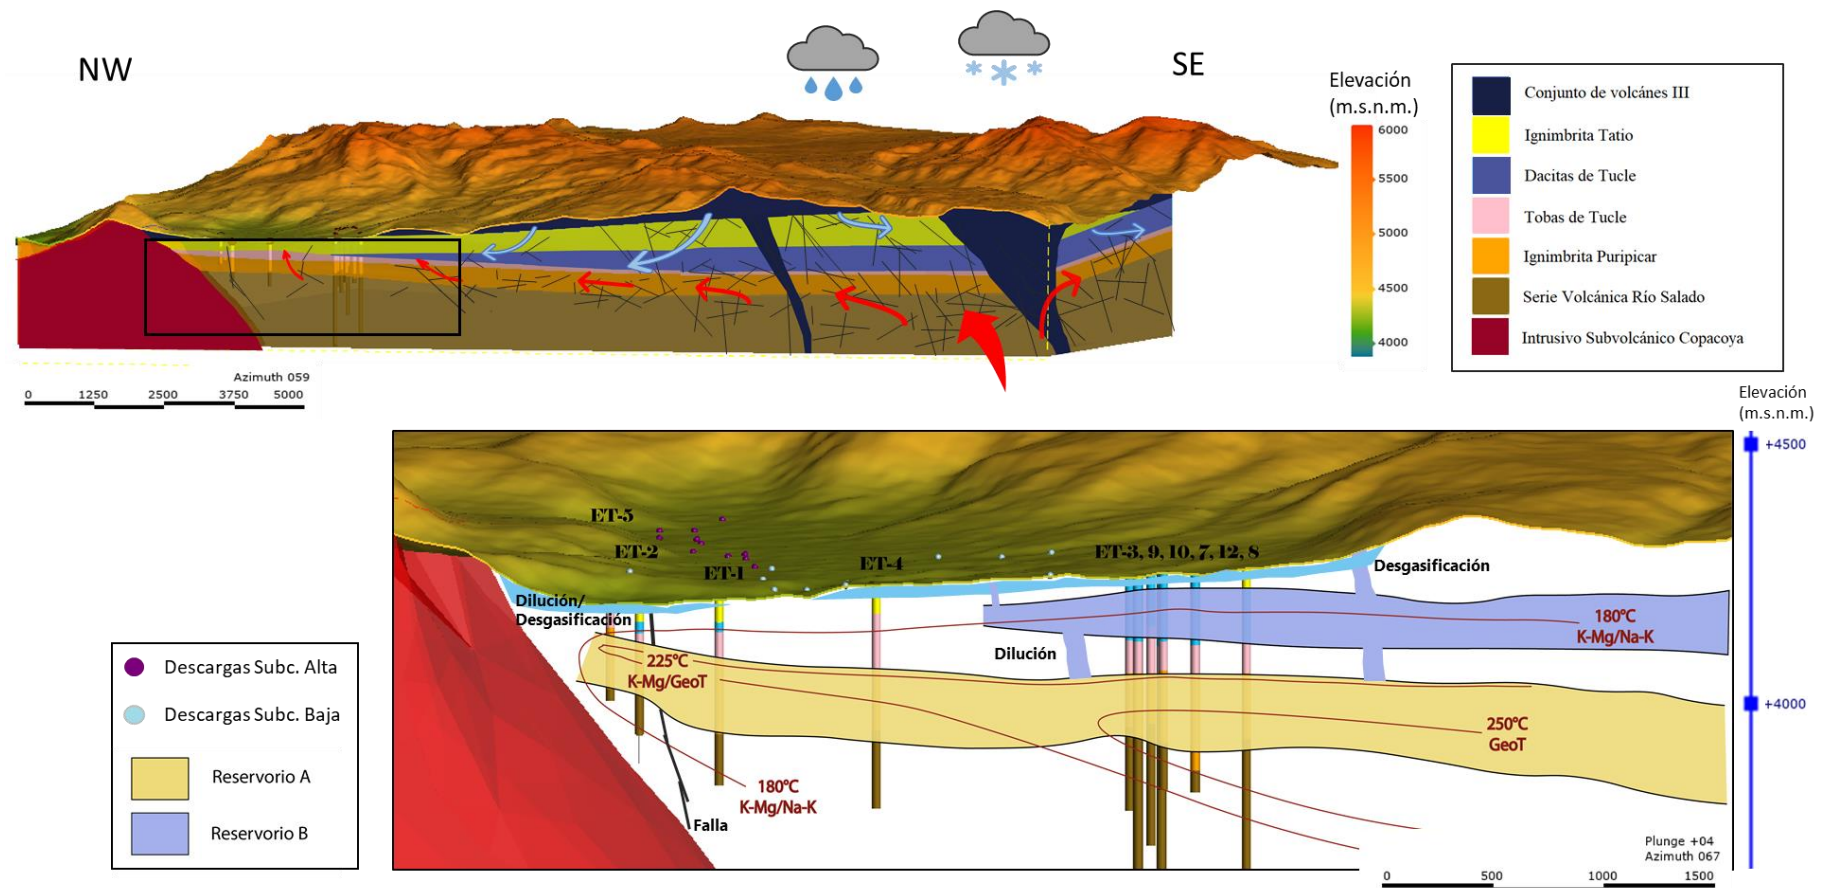 NW
SE
Elevación
(m.s.n.m.)
6000
5500
5000
4500
4000
Conjunto de volcánes III
Ignimbrita Tatio
Dacitas de Tucle
Tobas de Tucle
Ignimbrita Puripicar
Serie Volcánica Río Salado
Intrusivo Subvolcánico Copacoya
Azimuth 059
0 1250 2500 3750 5000
Elevación
(m.s.n.m.)
+4500
+4000
ET-5
ET-2
ET-1
ET-4
ET-3, 9, 10, 7, 12, 8
Desgasificación
Dilución/
Desgasificación
Dilución
180°C
K-Mg/Na-K
225°C
K-Mg/GeoT
250°C
GeoT
180°C
K-Mg/Na-K
Falla
Descargas Subc. Alta
Descargas Subc. Baja
Reservorio A
Reservorio B
Plunge +04
Azimuth 067
0 500 1000 1500